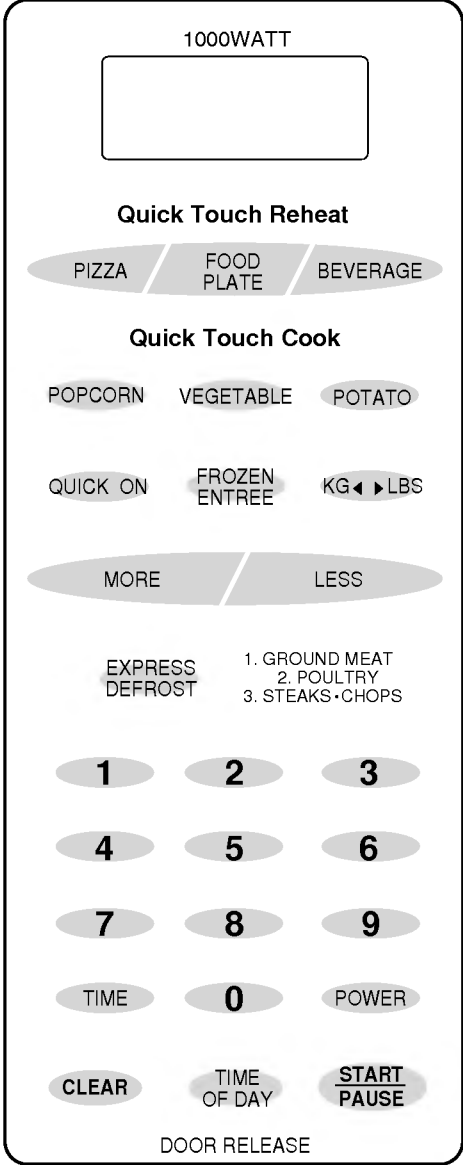 1000WATT
Quick Touch Reheat
PIZZA FOOD PLATE BEVERAGE
Quick Touch Cook
POPCORN VEGETABLE POTATO
QUICK ON FROZEN ENTREE KG◀ ▶LBS
MORE LESS
EXPRESS DEFROST
1. GROUND MEAT
2. POULTRY
3. STEAKS·CHOPS
1 2 3
4 5 6
7 8 9
TIME 0 POWER
CLEAR TIME OF DAY START PAUSE
DOOR RELEASE